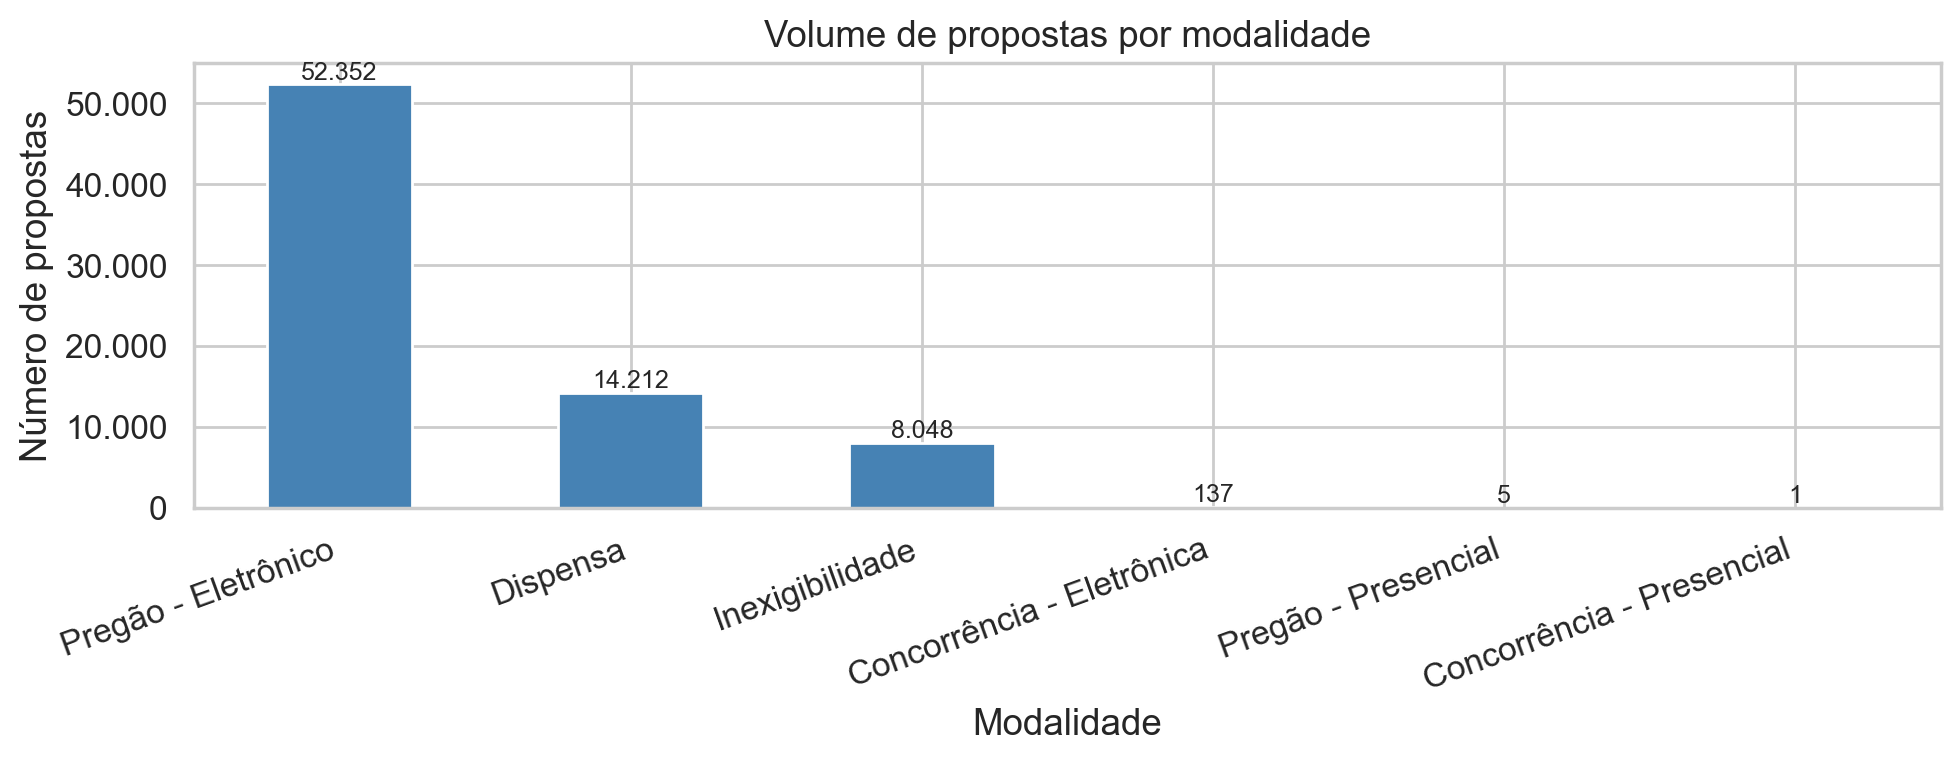 Volume de propostas por modalidade
Número de propostas
50.000
40.000
30.000
20.000
10.000
0
52.352
14.212
8.048
137
5
1
Pregão - Eletrônico
Dispensa
Inexigibilidade
Concorrência - Eletrônica
Pregão - Presencial
Concorrência - Presencial
Modalidade